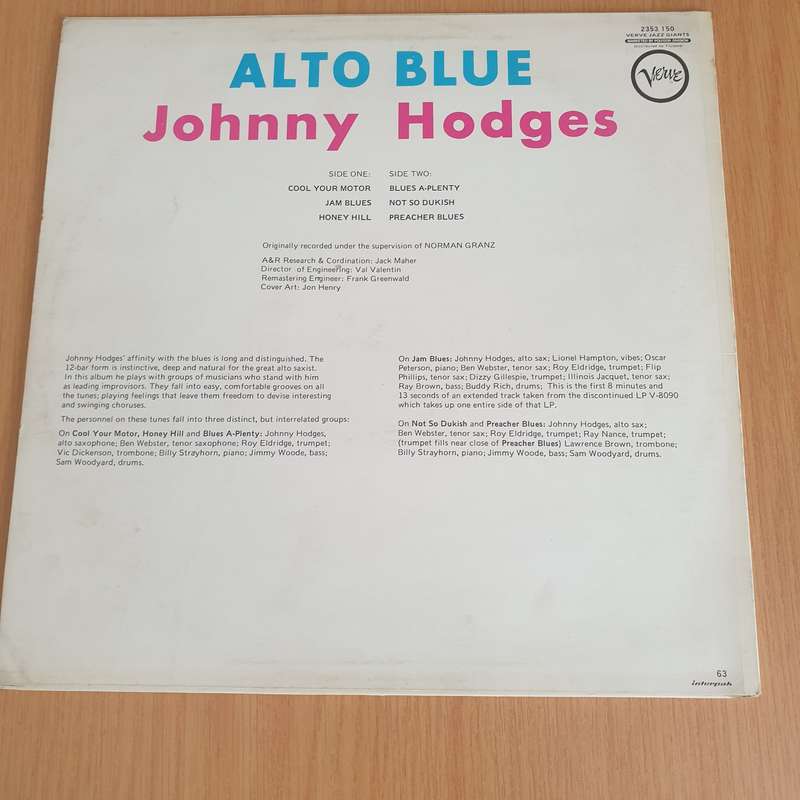 2353 150
VERVE JAZZ GIANTS
MARKETED BY POLYDOR
Verve
ALTO BLUE
Johnny Hodges
SIDE ONE:
COOL YOUR MOTOR
JAM BLUES
HONEY HILL
SIDE TWO:
BLUES A-PLENTY
NOT SO DUKISH
PREACHER BLUES
Originally recorded under the supervision of NORMAN GRANZ
A&R Research & Cordination: Jack Maher
Director of Engineering: Val Valentin
Remastering Engineer: Frank Greenwald
Cover Art: Jon Henry
Johnny Hodges' affinity with the blues is long and distinguished. The
12-bar form is instinctive, deep and natural for the great alto saxist.
In this album he plays with groups of musicians who stand with him
as leading improvisors. They fall into easy, comfortable grooves on all
the tunes; playing feelings that leave them freedom to devise interesting
and swinging choruses.
The personnel on these tunes fall into three distinct, but interrelated groups:
On Cool Your Motor, Honey Hill and Blues A-Plenty: Johnny Hodges,
alto saxophone; Ben Webster, tenor saxophone; Roy Eldridge, trumpet;
Vic Dickenson, trombone; Billy Strayhorn, piano; Jimmy Woode, bass;
Sam Woodyard, drums.
On Jam Blues: Johnny Hodges, alto sax; Lionel Hampton, vibes; Oscar
Peterson, piano; Ben Webster, tenor sax; Roy Eldridge, trumpet; Flip
Phillips, tenor sax; Dizzy Gillespie, trumpet; Illinois Jacquet, tenor sax;
Ray Brown, bass; Buddy Rich, drums; This is the first 8 minutes and
13 seconds of an extended track taken from the discontinued LP V-8090
which takes up one entire side of that LP.
On Not So Dukish and Preacher Blues: Johnny Hodges, alto sax;
Ben Webster, tenor sax; Roy Eldridge, trumpet; Ray Nance, trumpet;
(trumpet fills near close of Preacher Blues) Lawrence Brown, trombone;
Billy Strayhorn, piano; Jimmy Woode, bass; Sam Woodyard, drums.
63
interpak